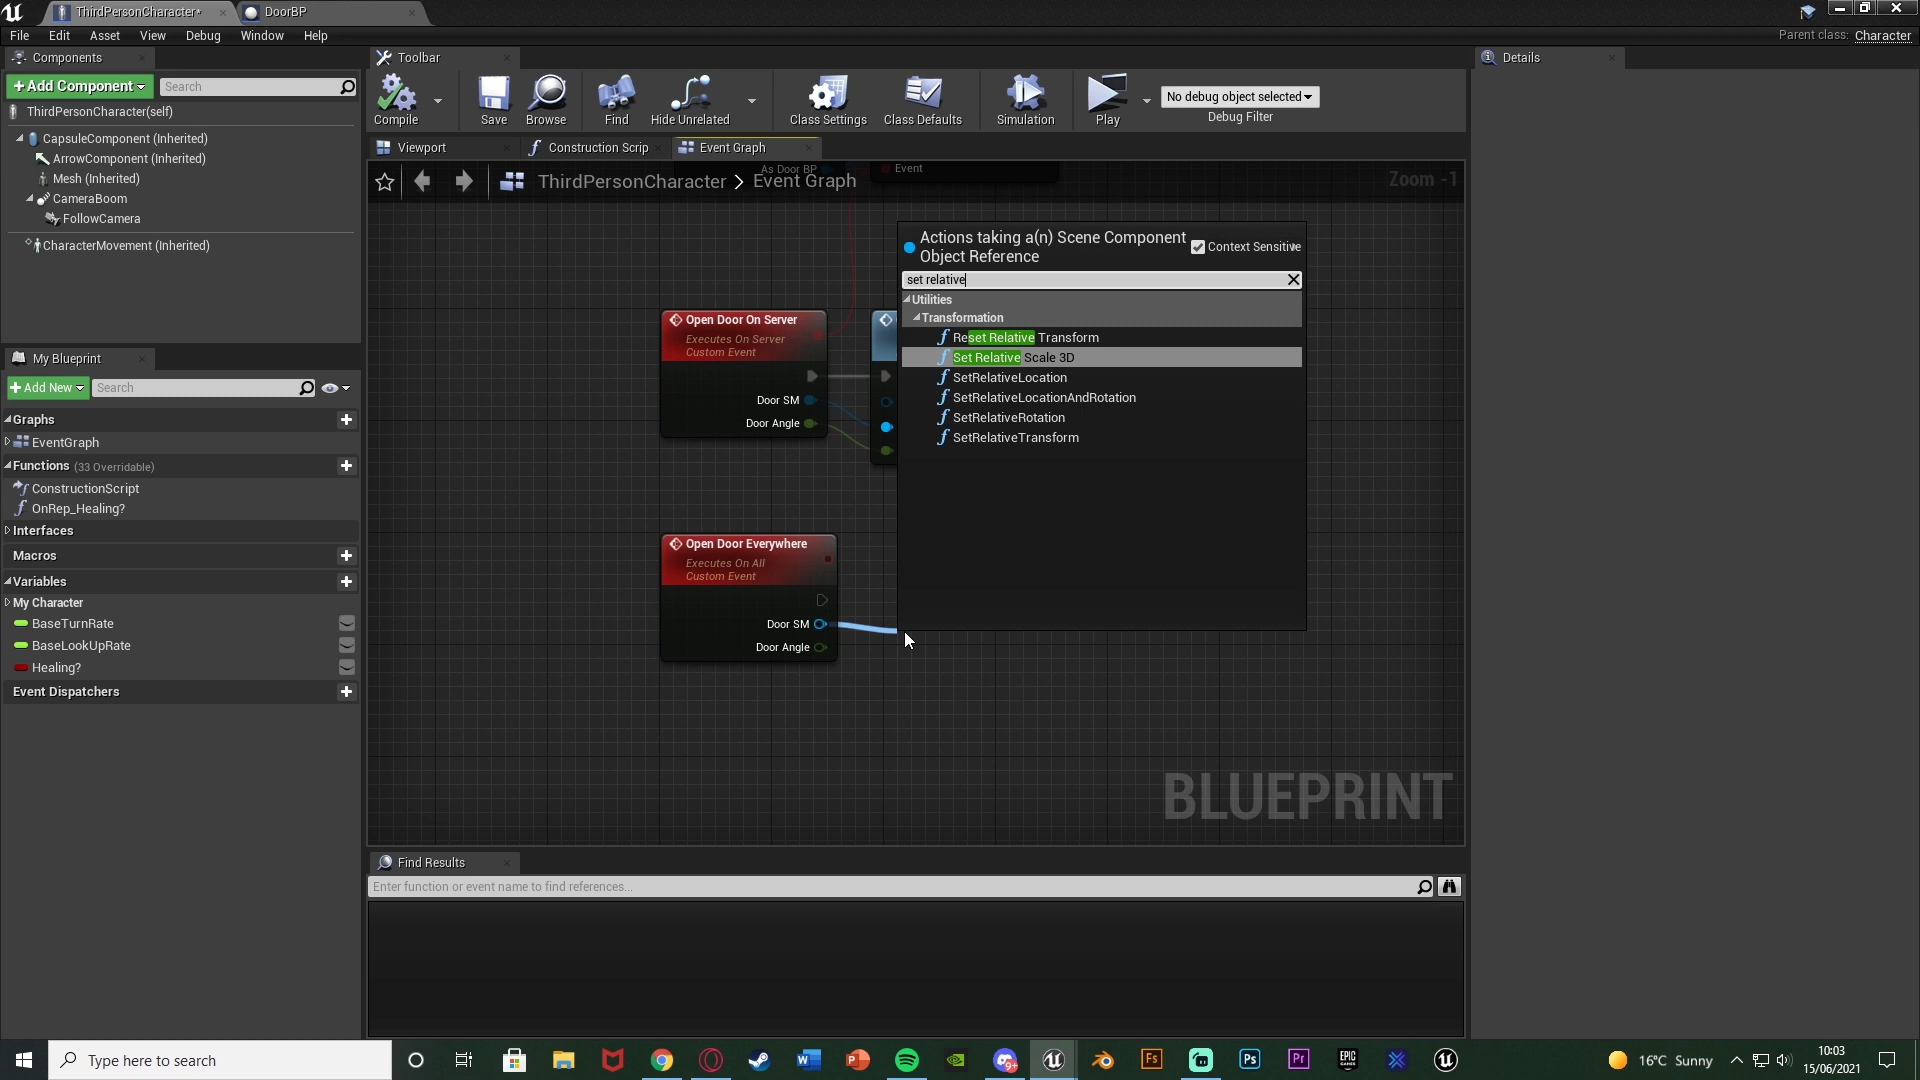 ThirdPersonCharacter*
DoorBP
File Edit Asset View Debug Window Help
Parent class: Character
Components
+ Add Component
Search
ThirdPersonCharacter(self)
CapsuleComponent (Inherited)
ArrowComponent (Inherited)
Mesh (Inherited)
CameraBoom
FollowCamera
CharacterMovement (Inherited)
My Blueprint
+ Add New
Search
Graphs
EventGraph
Functions (33 Overridable)
ConstructionScript
OnRep_Healing?
Interfaces
Macros
Variables
My Character
BaseTurnRate
BaseLookUpRate
Healing?
Event Dispatchers
Toolbar
Compile
Save
Browse
Find
Hide Unrelated
Class Settings
Class Defaults
Simulation
Play
No debug object selected
Debug Filter
Viewport
Construction Scrip
Event Graph
As Door BP
Event
ThirdPersonCharacter > Event Graph
Zoom -1
Open Door On Server
Executes On Server
Custom Event
Door SM
Door Angle
Open Door Everywhere
Executes On All
Custom Event
Door SM
Door Angle
Actions taking a(n) Scene Component
Object Reference
Context Sensitive
set relative
Utilities
Transformation
Reset Relative Transform
Set Relative Scale 3D
SetRelativeLocation
SetRelativeLocationAndRotation
SetRelativeRotation
SetRelativeTransform
BLUEPRINT
Find Results
Enter function or event name to find references...
Details
Type here to search
16°C Sunny
10:03
15/06/2021